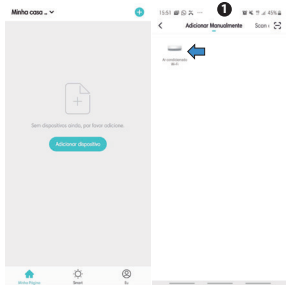 Minha casa .. ⌄
Sem dispositivos ainda, por favor adicione
Adicionar dispositivo
Minha Página
Smart
Eu
15:51
45%
1
Adicionar Manualmente
Scan
Ar condicionado
Wi-Fi